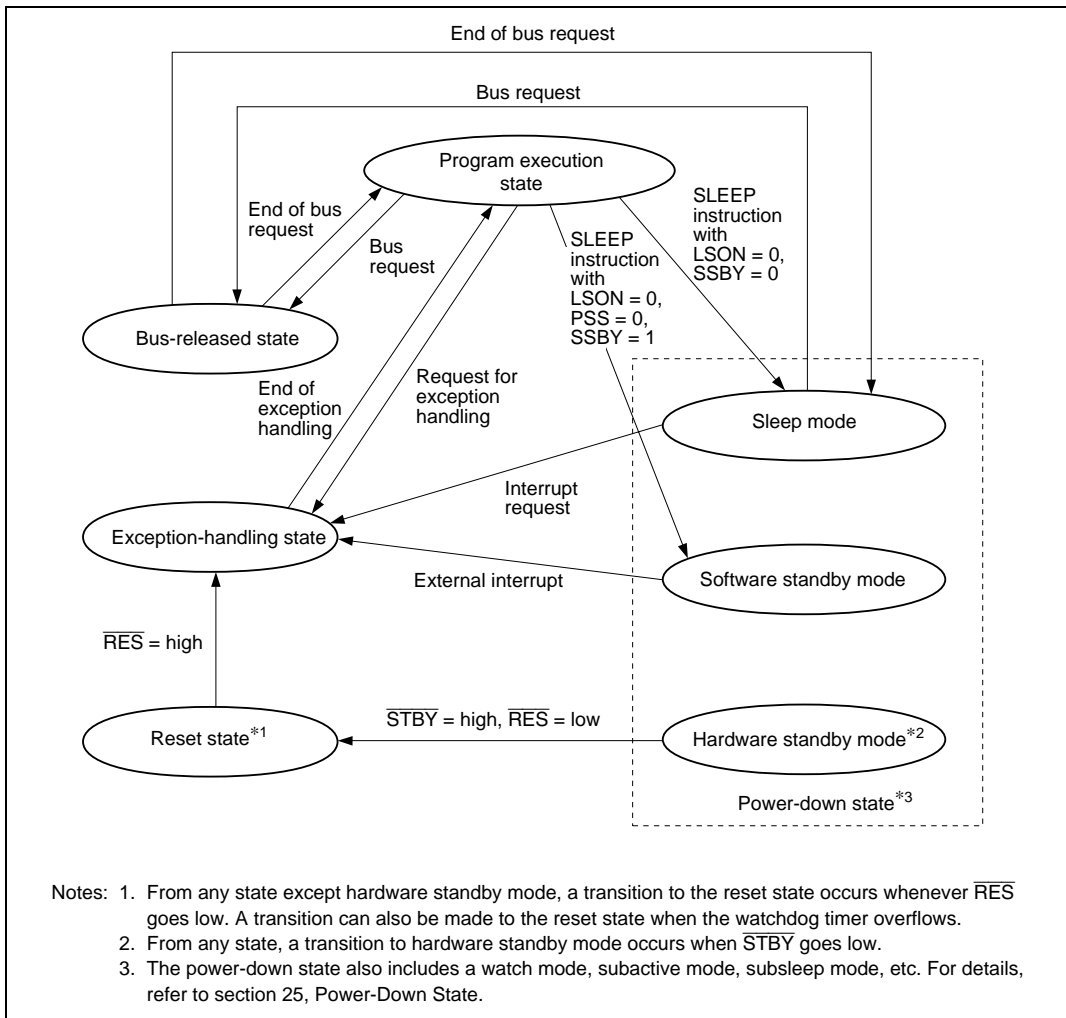 End of bus request
Bus request
Program execution
state
End of bus
request
Bus
request
SLEEP
instruction
with
LSON = 0,
PSS = 0,
SSBY = 1
SLEEP
instruction
with
LSON = 0,
SSBY = 0
Bus-released state
End of
exception
handling
Request for
exception
handling
Sleep mode
Interrupt
request
Exception-handling state
External interrupt
Software standby mode
R̅E̅S̅ = high
Reset state*1
S̅T̅B̅Y̅ = high, R̅E̅S̅ = low
Hardware standby mode*2
Power-down state*3
Notes: 1. From any state except hardware standby mode, a transition to the reset state occurs whenever R̅E̅S̅
goes low. A transition can also be made to the reset state when the watchdog timer overflows.
2. From any state, a transition to hardware standby mode occurs when S̅T̅B̅Y̅ goes low.
3. The power-down state also includes a watch mode, subactive mode, subsleep mode, etc. For details,
refer to section 25, Power-Down State.